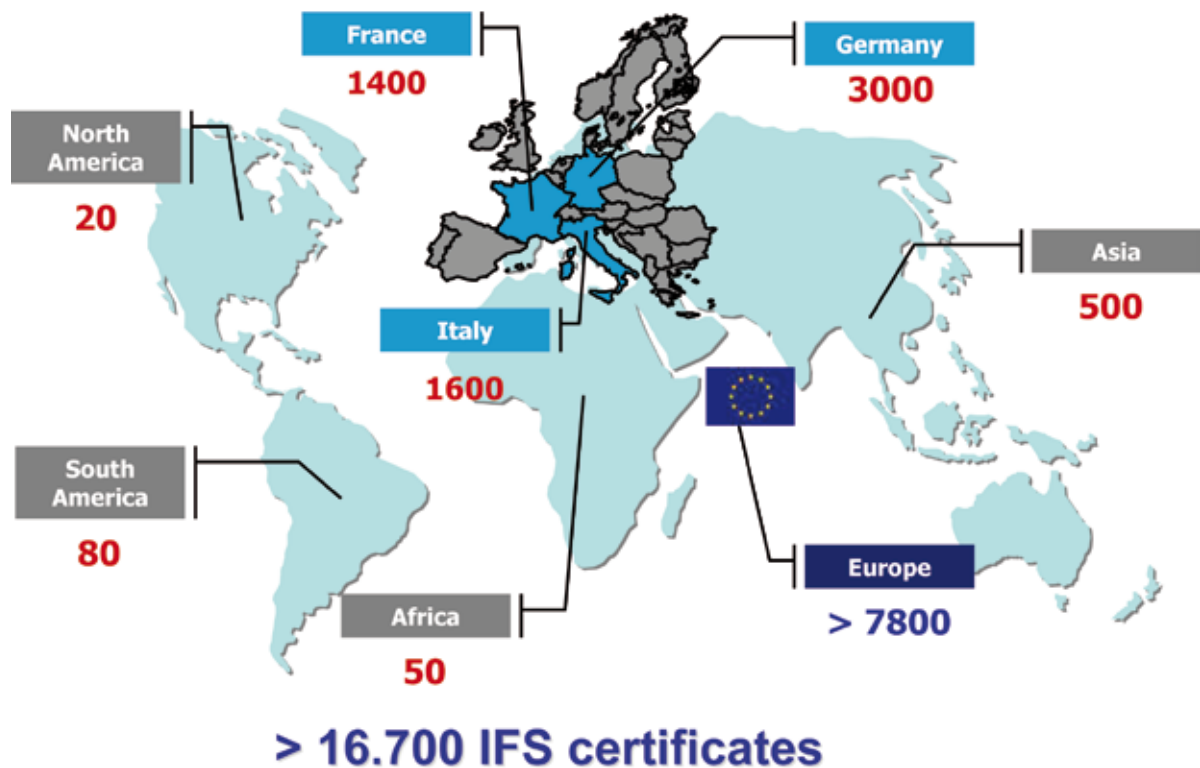 France
1400
Germany
3000
North
America
20
Asia
500
Italy
1600
South
America
80
Europe
> 7800
Africa
50
> 16.700 IFS certificates